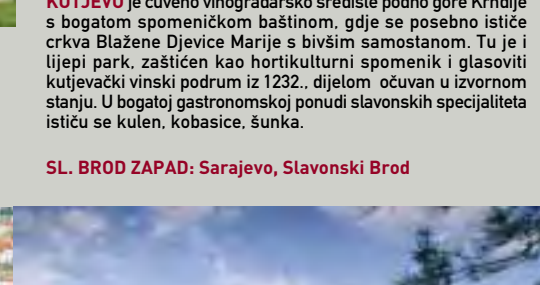 KUTJEVO je čuveno vinogradarsko središte podno gore Krndije
s bogatom spomeničkom baštinom, gdje se posebno ističe
crkva Blažene Djevice Marije s bivšim samostanom. Tu je i
lijepi park, zaštićen kao hortikulturni spomenik i glasoviti
kutjevački vinski podrum iz 1232., dijelom očuvan u izvornom
stanju. U bogatoj gastronomskoj ponudi slavonskih specijaliteta
ističu se kulen, kobasice, šunka.
SL. BROD ZAPAD: Sarajevo, Slavonski Brod